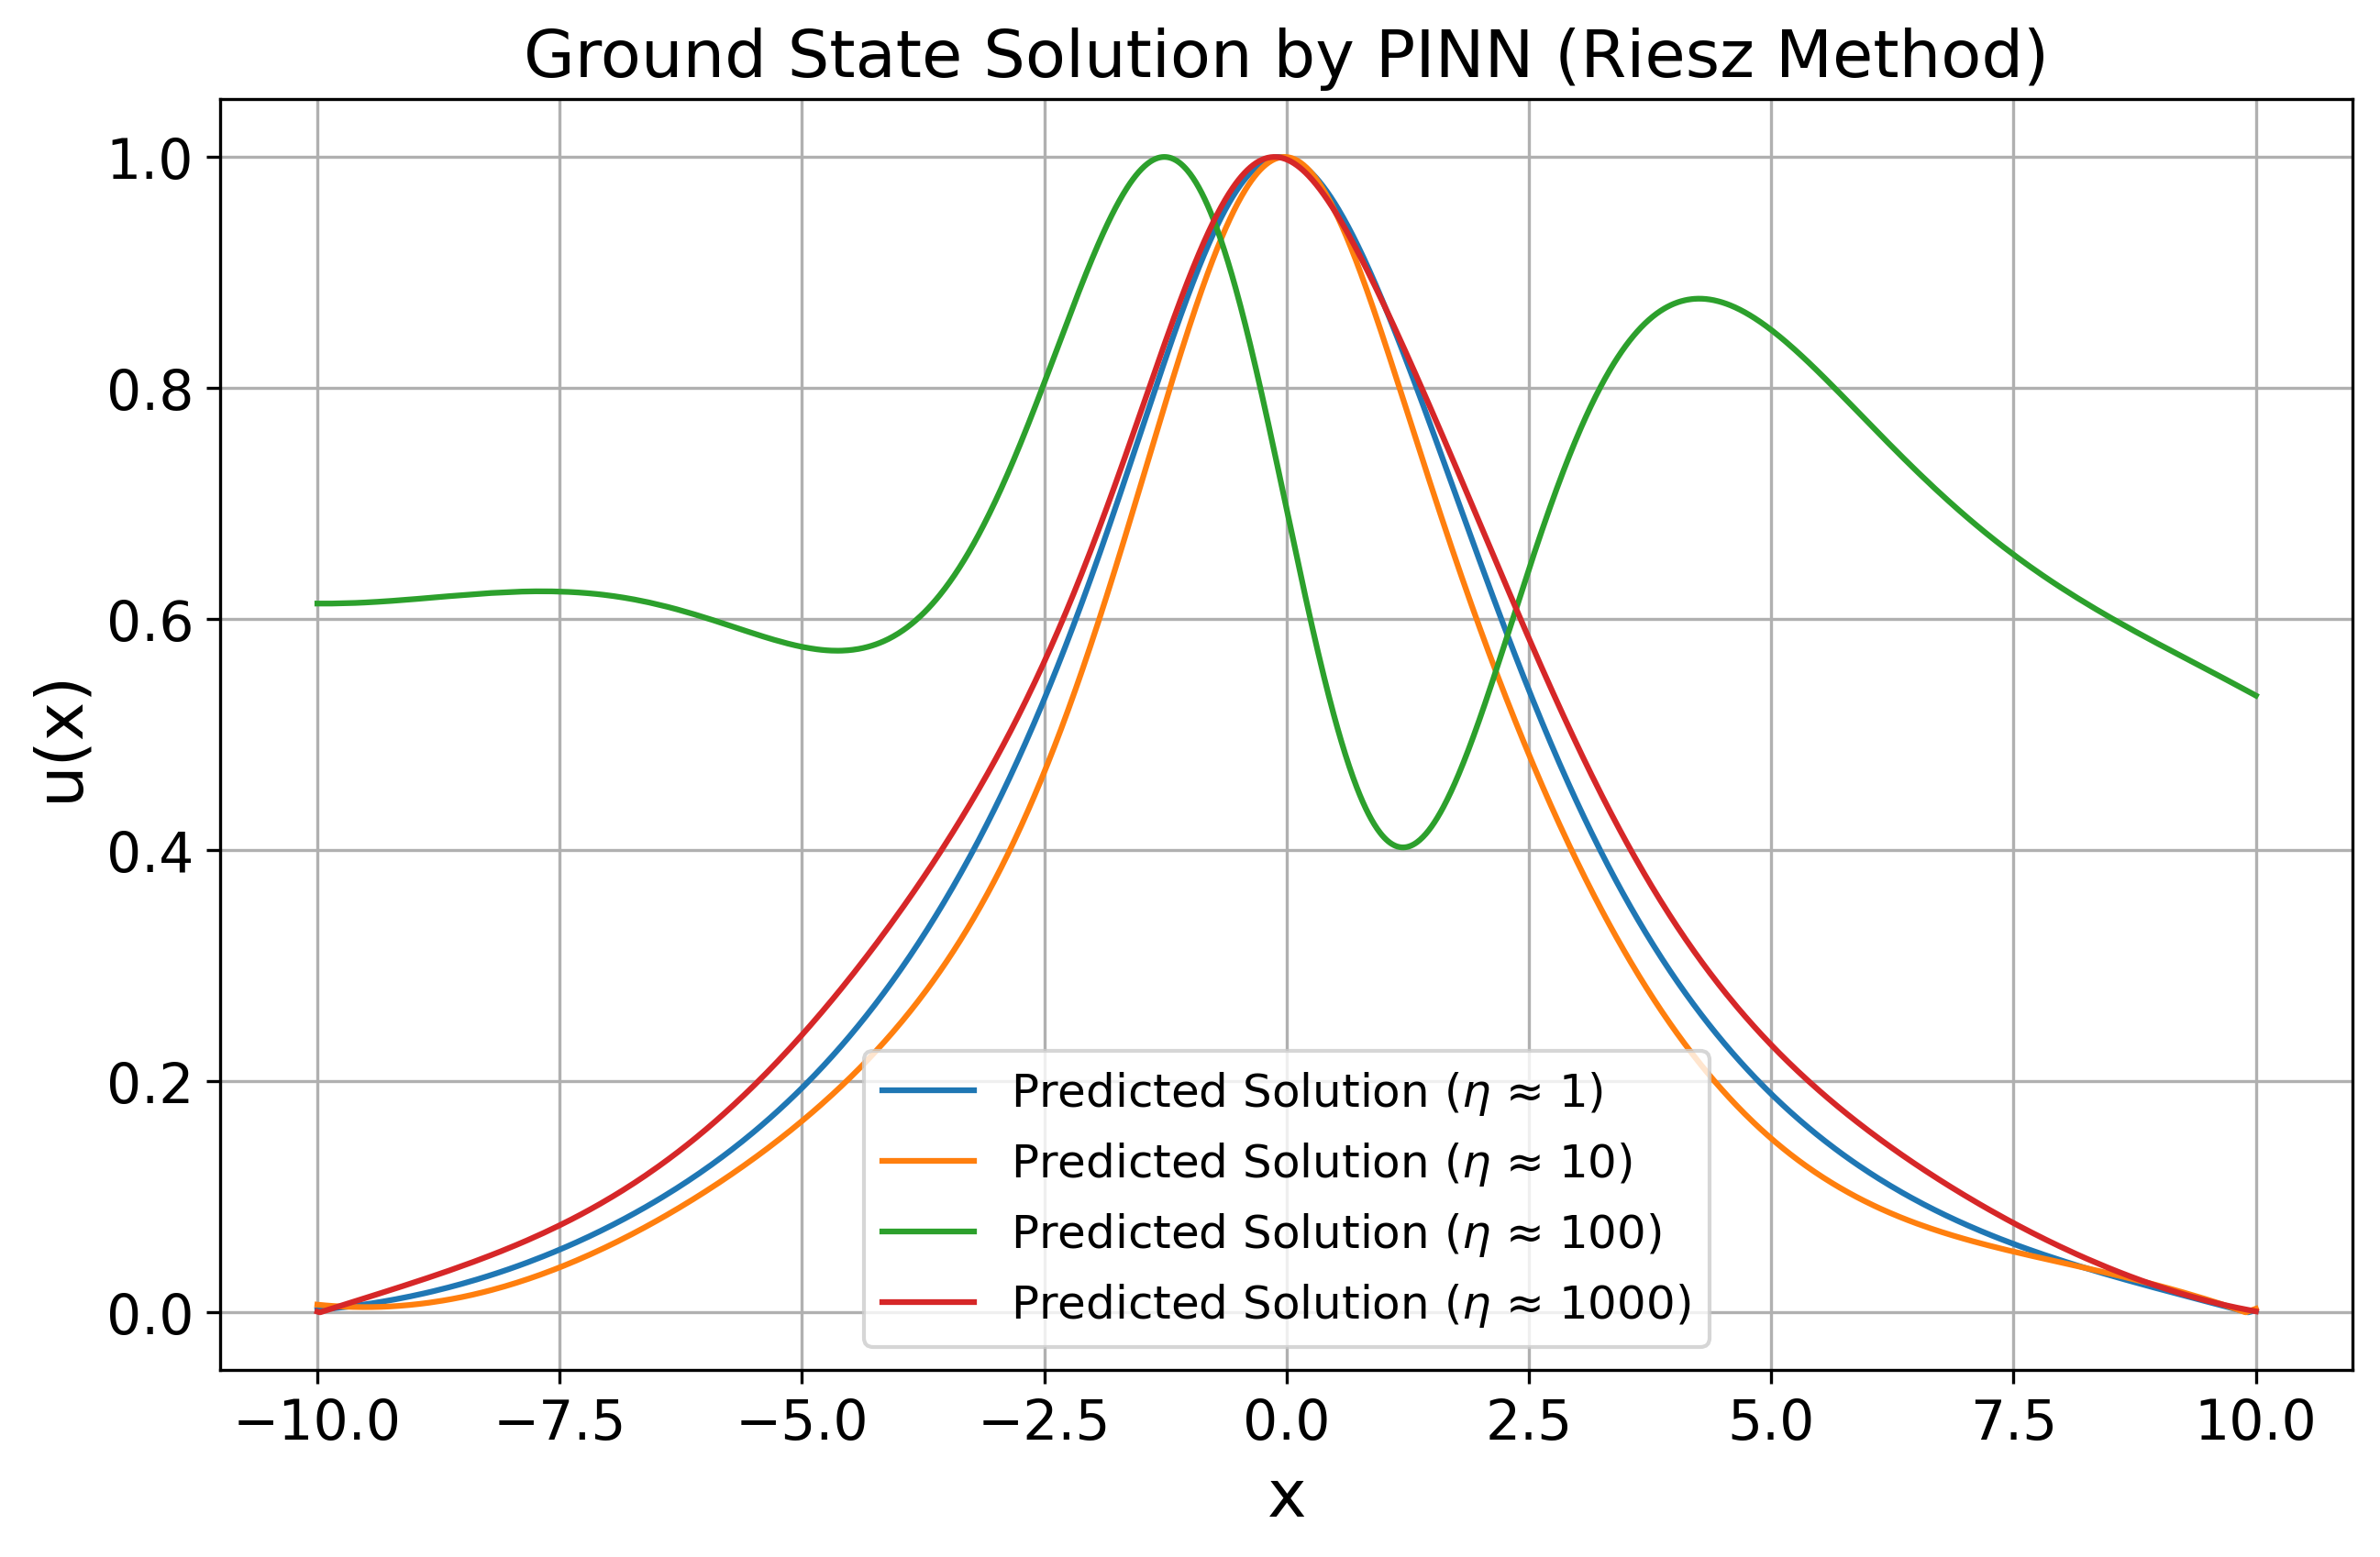 Ground State Solution by PINN (Riesz Method)
1.0
0.8
0.6
0.4
0.2
0.0
u(x)
Predicted Solution (η ≈ 1)
Predicted Solution (η ≈ 10)
Predicted Solution (η ≈ 100)
Predicted Solution (η ≈ 1000)
−10.0 −7.5 −5.0 −2.5 0.0 2.5 5.0 7.5 10.0
x